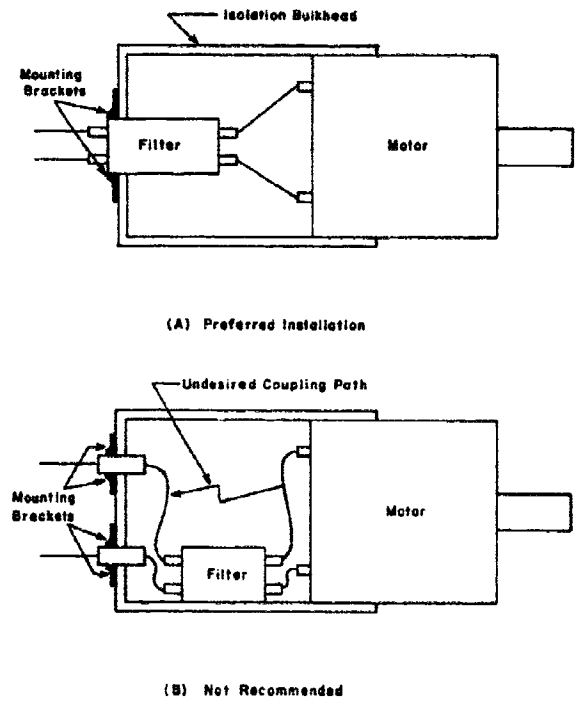 Isolation Bulkhead
Mounting
Brackets
Filter
Motor
(A) Preferred Installation
Undesired Coupling Path
Mounting
Brackets
Motor
Filter
(B) Not Recommended